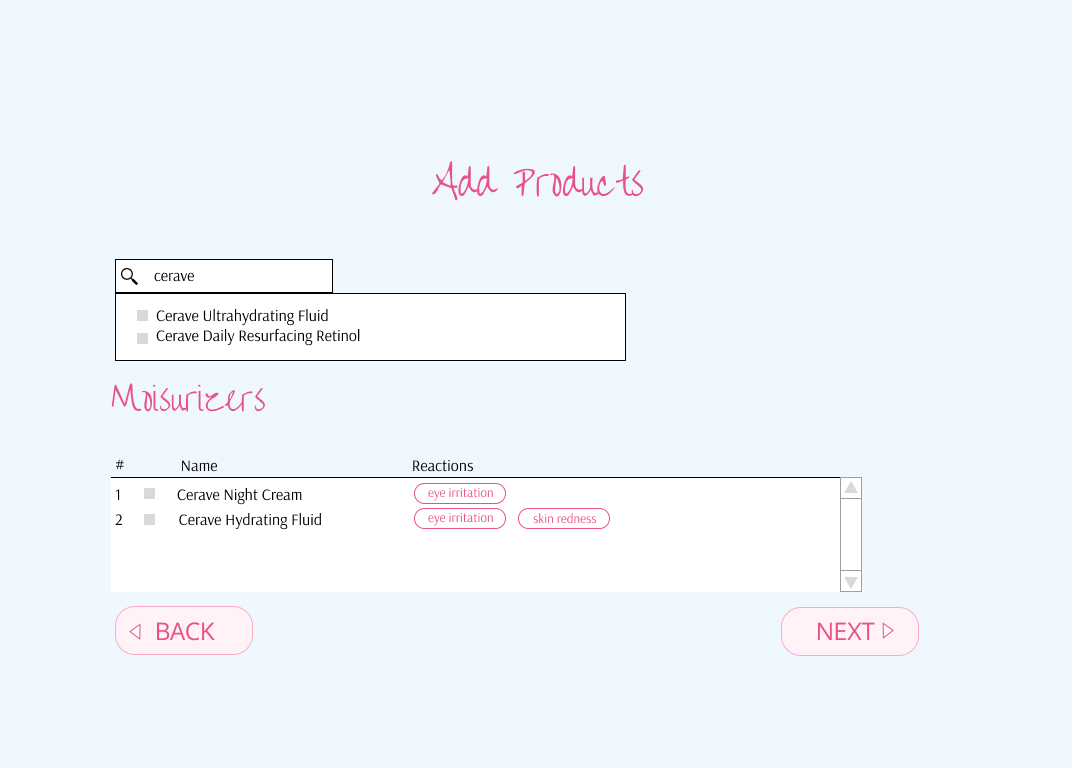 Add Products
cerave
Cerave Ultrahydrating Fluid
Cerave Daily Resurfacing Retinol
Moisurizers
# Name Reactions
1 Cerave Night Cream eye irritation
2 Cerave Hydrating Fluid eye irritation skin redness
BACK NEXT